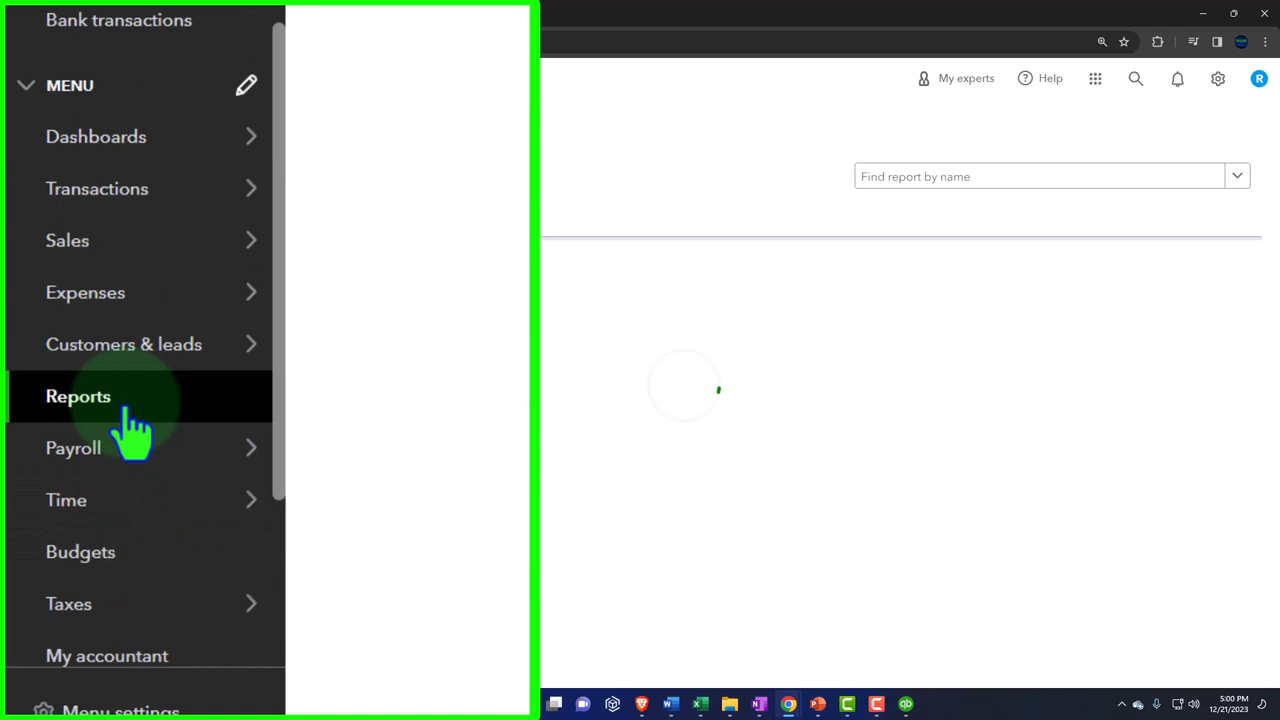 Bank transactions
MENU
Dashboards
Transactions
Sales
Expenses
Customers & leads
Reports
Payroll
Time
Budgets
Taxes
My accountant
Menu settings
My experts
Help
R
Find report by name
5:00 PM
12/21/2023